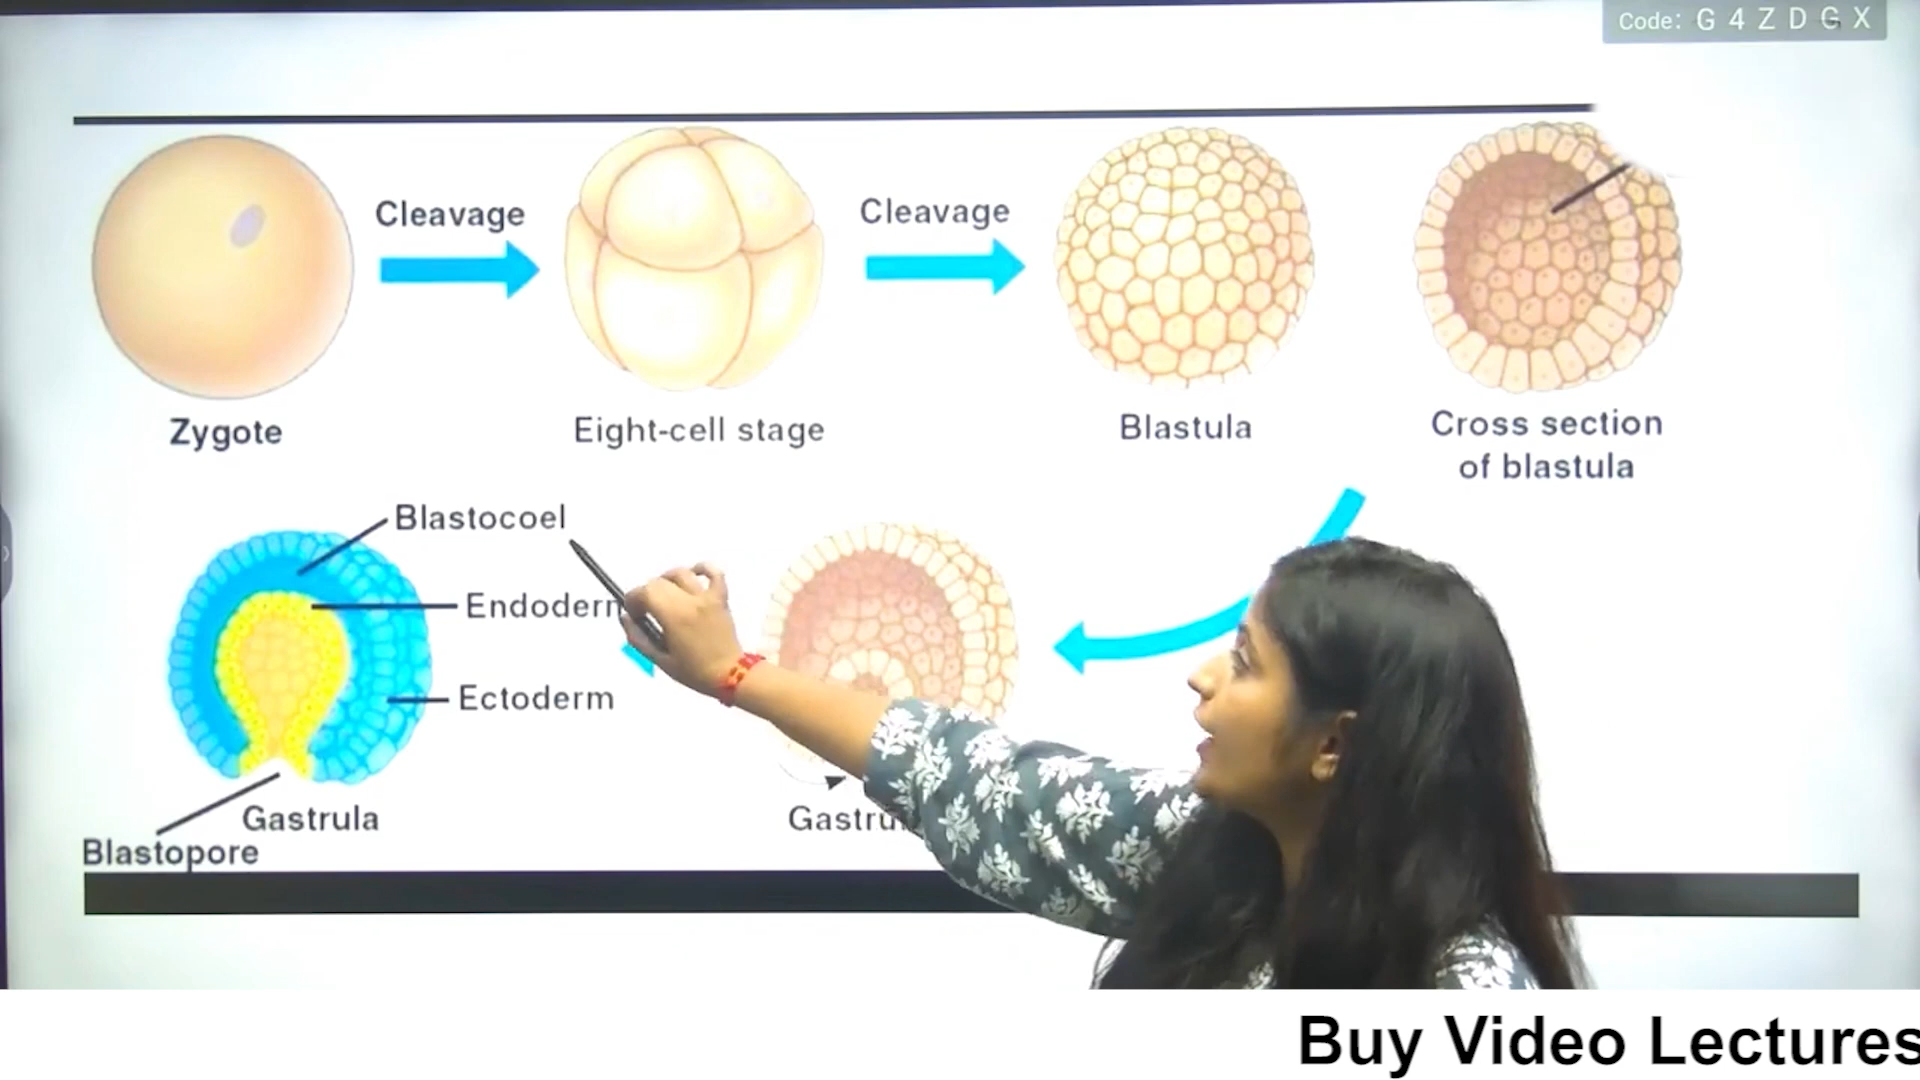 Code: G 4 Z D G X
Cleavage
Cleavage
Zygote
Eight-cell stage
Blastula
Cross section
of blastula
Blastocoel
Endoderm
Ectoderm
Gastrula
Blastopore
Buy Video Lectures